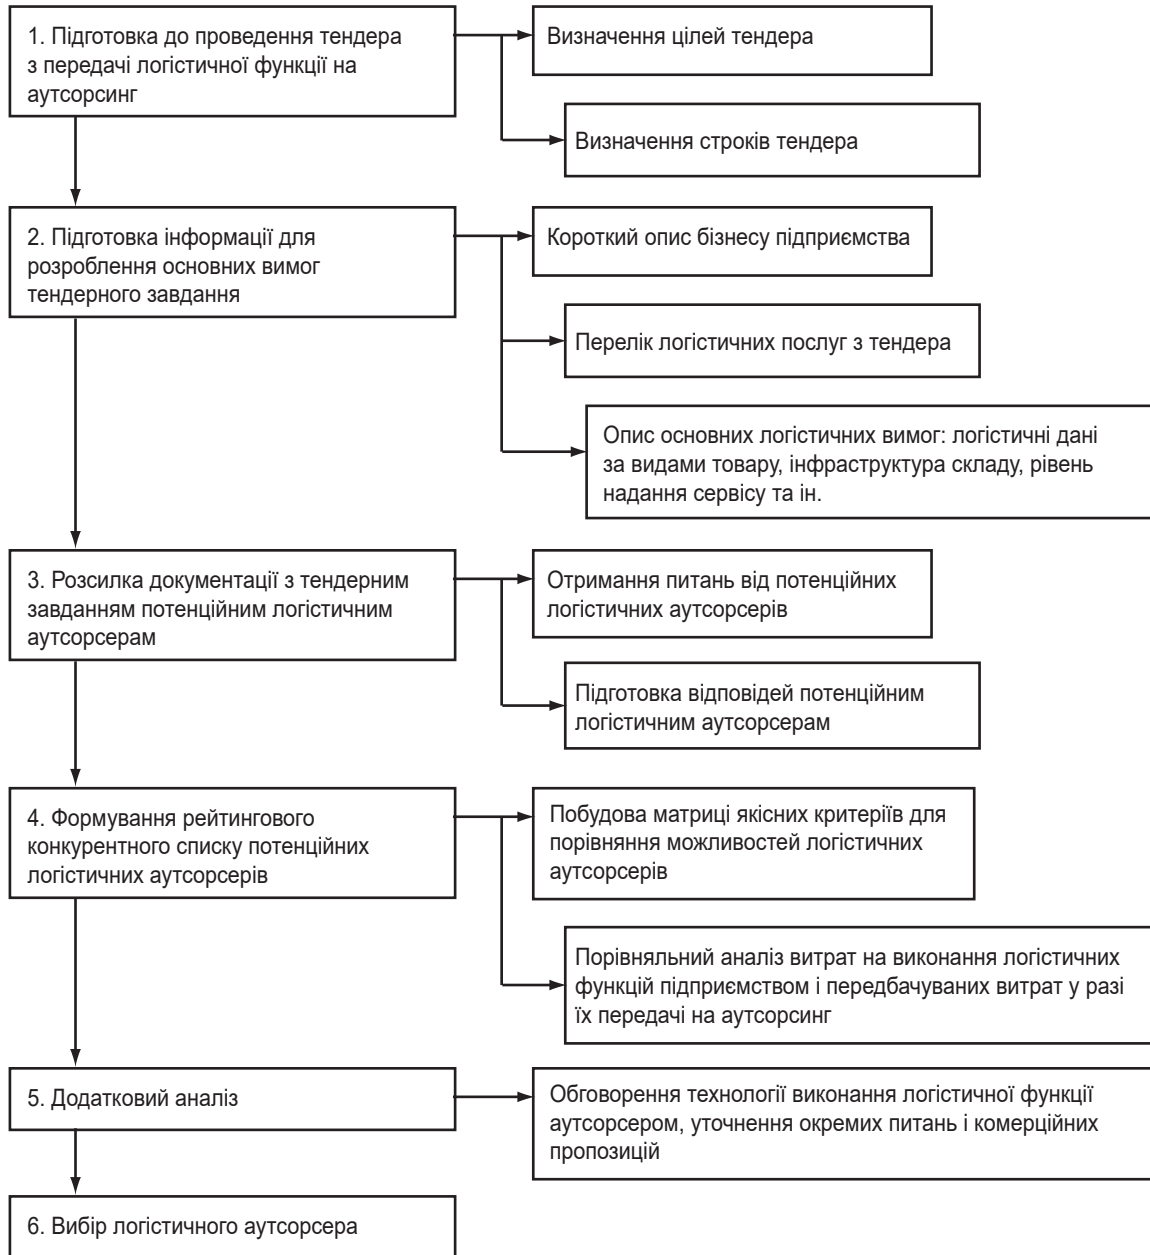 1. Підготовка до проведення тендера
з передачі логістичної функції на
аутсорсинг
Визначення цілей тендера
Визначення строків тендера
2. Підготовка інформації для
розроблення основних вимог
тендерного завдання
Короткий опис бізнесу підприємства
Перелік логістичних послуг з тендера
Опис основних логістичних вимог: логістичні дані
за видами товару, інфраструктура складу, рівень
надання сервісу та ін.
3. Розсилка документації з тендерним
завданням потенційним логістичним
аутсорсерам
Отримання питань від потенційних
логістичних аутсорсерів
Підготовка відповідей потенційним
логістичним аутсорсерам
4. Формування рейтингового
конкурентного списку потенційних
логістичних аутсорсерів
Побудова матриці якісних критеріїв для
порівняння можливостей логістичних
аутсорсерів
Порівняльний аналіз витрат на виконання логістичних
функцій підприємством і передбачуваних витрат у разі
їх передачі на аутсорсинг
5. Додатковий аналіз
Обговорення технології виконання логістичної функції
аутсорсером, уточнення окремих питань і комерційних
пропозицій
6. Вибір логістичного аутсорсера